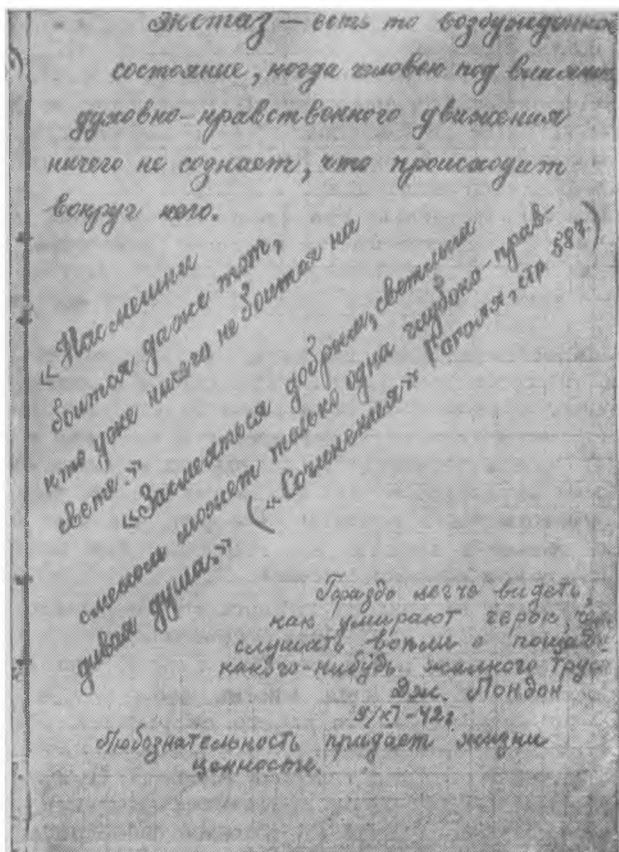 Экстаз — есть то возбужденное
состояние, когда человек под влиянием
духовно-нравственного движения
ничего не сознает, что происходит
вокруг него.
«Насмешки
боится даже тот,
кто уже ничего не боится на
свете.»
«Засмеяться добрым, светлым
смехом может только одна глубоко-прав-
дивая душа.» («Сочинения» Гоголя, стр. 587.)
Гораздо легче видеть,
как умирают герои, чем
слушать вопли о пощаде
какого-нибудь жалкого труса
Дж. Лондон
9/XI-42г.
Любознательность придает жизни
ценность.